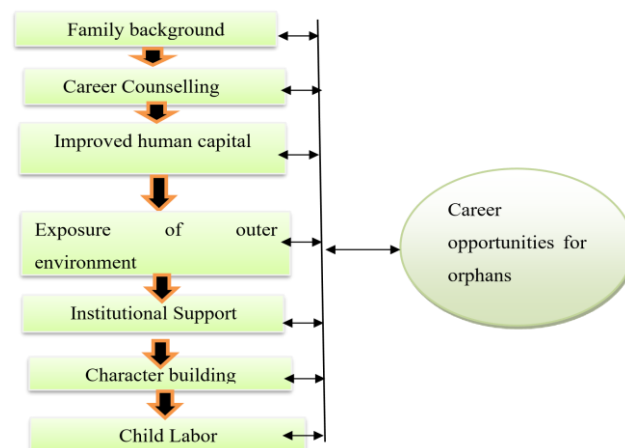 Family background
Career Counselling
Improved human capital
Exposure of outer
environment
Institutional Support
Character building
Child Labor
Career
opportunities for
orphans